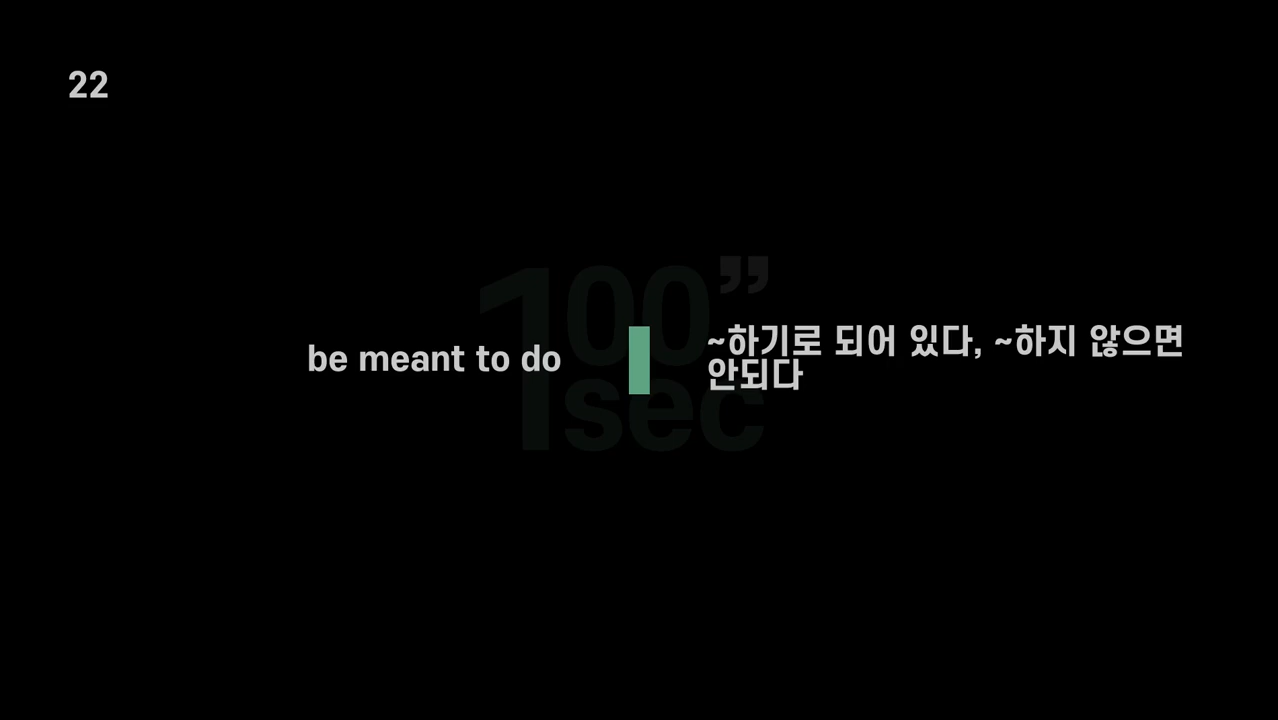 22
100”
sec
be meant to do
~하기로 되어 있다, ~하지 않으면
안되다